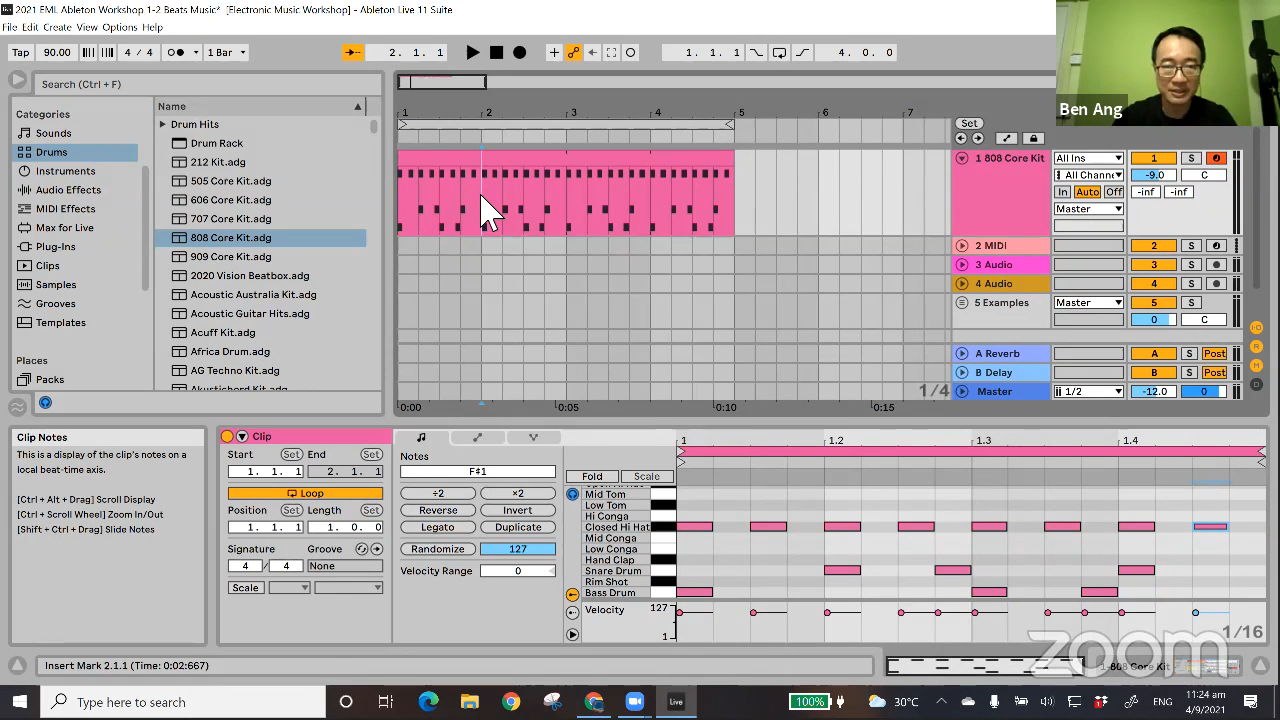 2021 EML Ableton Workshop 1-2 Beats Music* [Electronic Music Workshop] - Ableton Live 11 Suite
File Edit Create View Options Help
Tap 90.00 4 / 4 1 Bar 2. 1. 1 1. 1. 1 4. 0. 0
Ben Ang
Search (Ctrl + F)
Categories
Sounds
Drums
Instruments
Audio Effects
MIDI Effects
Max for Live
Plug-Ins
Clips
Samples
Grooves
Templates
Places
Packs
Name
Drum Hits
Drum Rack
212 Kit.adg
505 Core Kit.adg
606 Core Kit.adg
707 Core Kit.adg
808 Core Kit.adg
909 Core Kit.adg
2020 Vision Beatbox.adg
Acoustic Australia Kit.adg
Acoustic Guitar Hits.adg
Acuff Kit.adg
Africa Drum.adg
AG Techno Kit.adg
1 2 3 4 5 6 7
Set
1 808 Core Kit All Ins 1 S
All Channe -9.0 C
In Auto Off -inf -inf
Master
2 MIDI 2 S
3 Audio 3 S
4 Audio 4 S
5 Examples Master 5 S
0 C
A Reverb A S Post
B Delay B S Post
Master 1/2 -12.0 0
1/4
0:00 0:05 0:10 0:15
Clip Notes
This is a display of the clip's notes on a
local beat-time axis.
[Ctrl + Alt + Drag] Scroll Display
[Ctrl + Scroll Wheel] Zoom In/Out
[Shift + Ctrl + Drag] Slide Notes
Clip
Start Set End Set
1. 1. 1 2. 1. 1
Loop
Position Set Length Set
1. 1. 1 1. 0. 0
Signature Groove
4 / 4 None
Scale
Notes
F#1
÷2 ×2
Reverse Invert
Legato Duplicate
Randomize 127
Velocity Range 0
1 1.2 1.3 1.4
Fold Scale
Mid Tom
Low Tom
Hi Conga
Closed Hi Hat
Mid Conga
Low Conga
Hand Clap
Snare Drum
Rim Shot
Bass Drum
Velocity 127
1
1/16
zoom
Insert Mark 2.1.1 (Time: 0:02:667)
1-808 Core Kit
Type here to search
Live
100%
30°C
ENG
11:24 am
4/9/2021